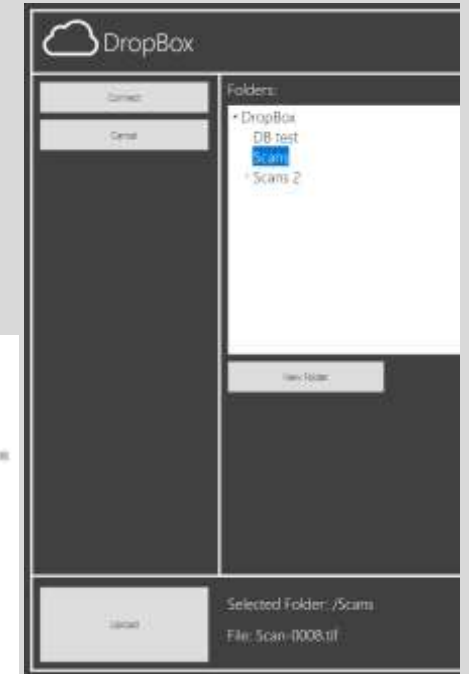 DropBox
Connect
Cancel
Folders:
DropBox
DB test
Scans
Scans 2
New Folder
Upload
Selected Folder: /Scans
File: Scan-0008.tif